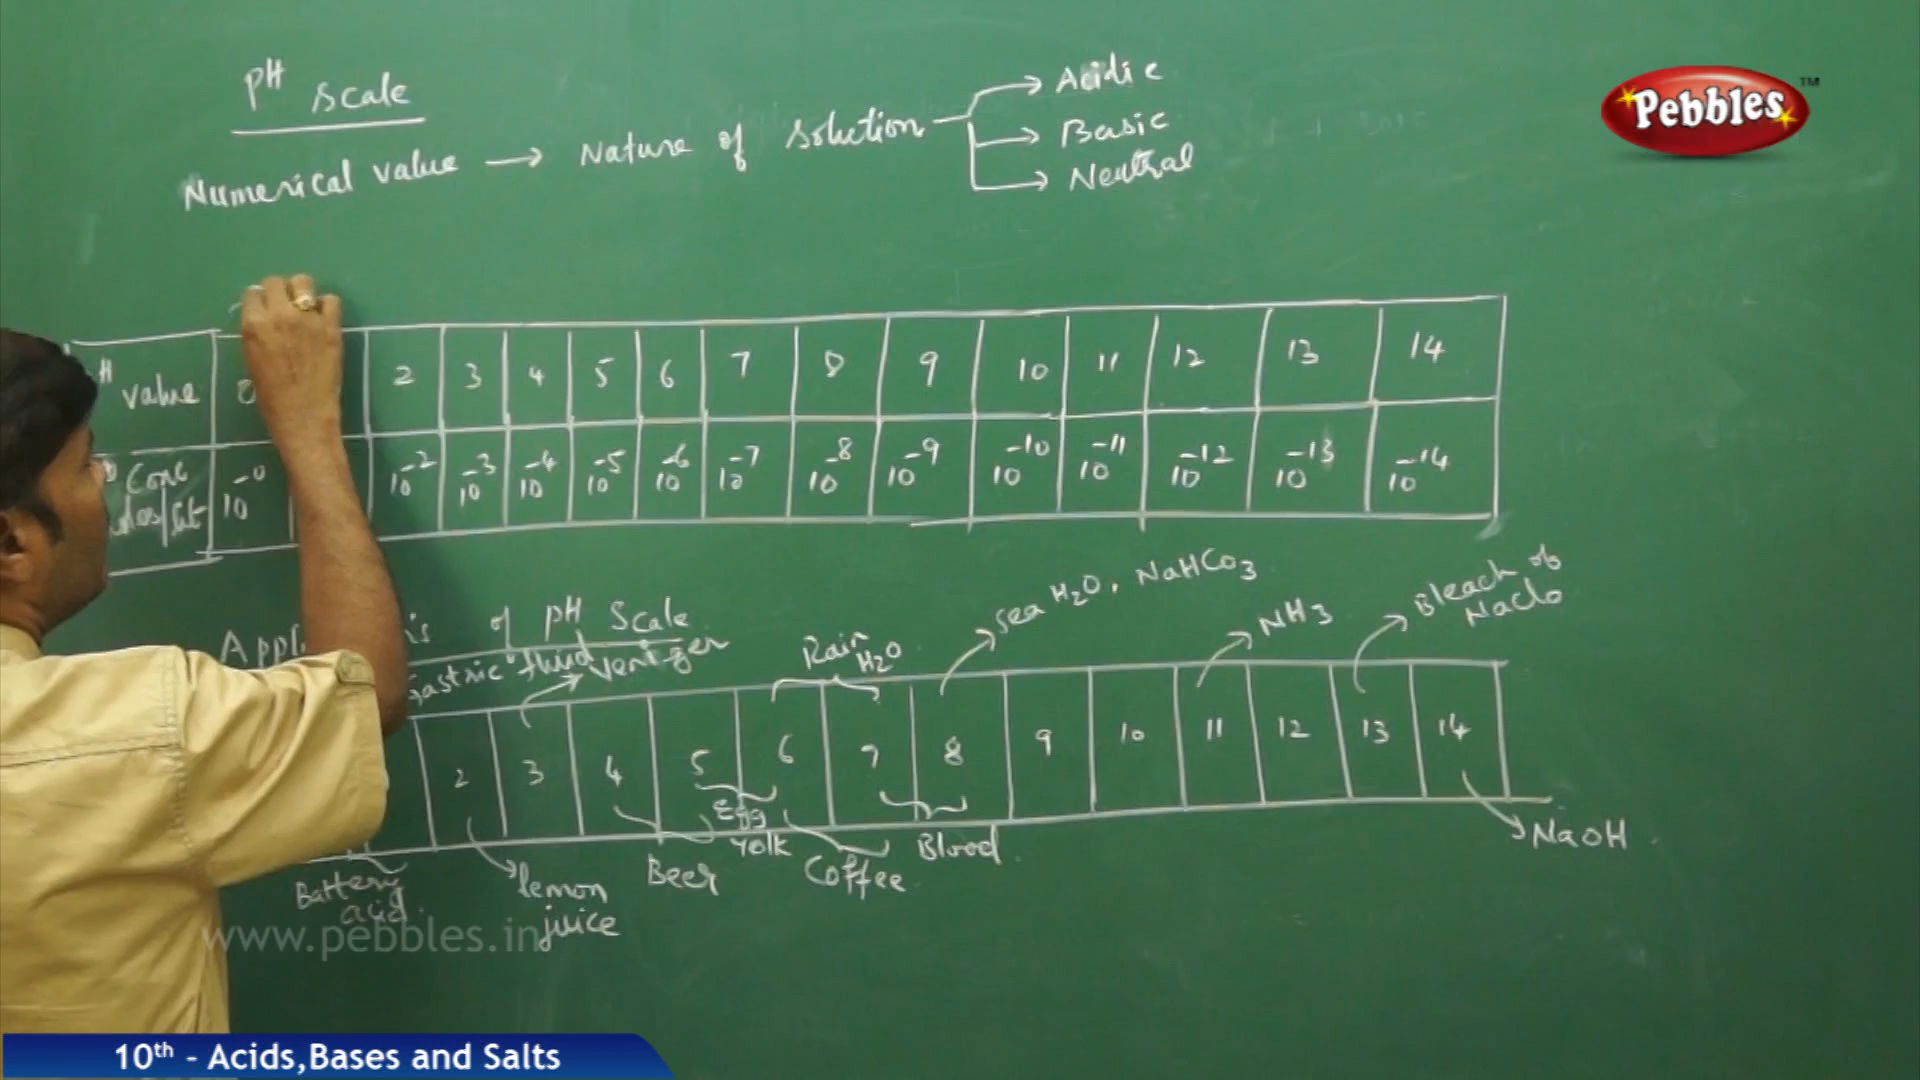 PH Scale
Numerical value → Nature of solution → Acidic
→ Basic
→ Neutral
Pebbles™
H value 0 2 3 4 5 6 7 8 9 10 11 12 13 14
Conc 10⁻⁰ 10⁻² 10⁻³ 10⁻⁴ 10⁻⁵ 10⁻⁶ 10⁻⁷ 10⁻⁸ 10⁻⁹ 10⁻¹⁰ 10⁻¹¹ 10⁻¹² 10⁻¹³ 10⁻¹⁴
Appl s of pH Scale
Gastric fluid Veniger
Rain H₂O
Sea H₂O, NaHCo₃
NH₃
Bleach of
NaClo
2 3 4 5 6 7 8 9 10 11 12 13 14
Battery
acid.
lemon
juice
Beer
Egg
Yolk
Coffee
Blood.
NaOH.
www.pebbles.in
10th - Acids,Bases and Salts